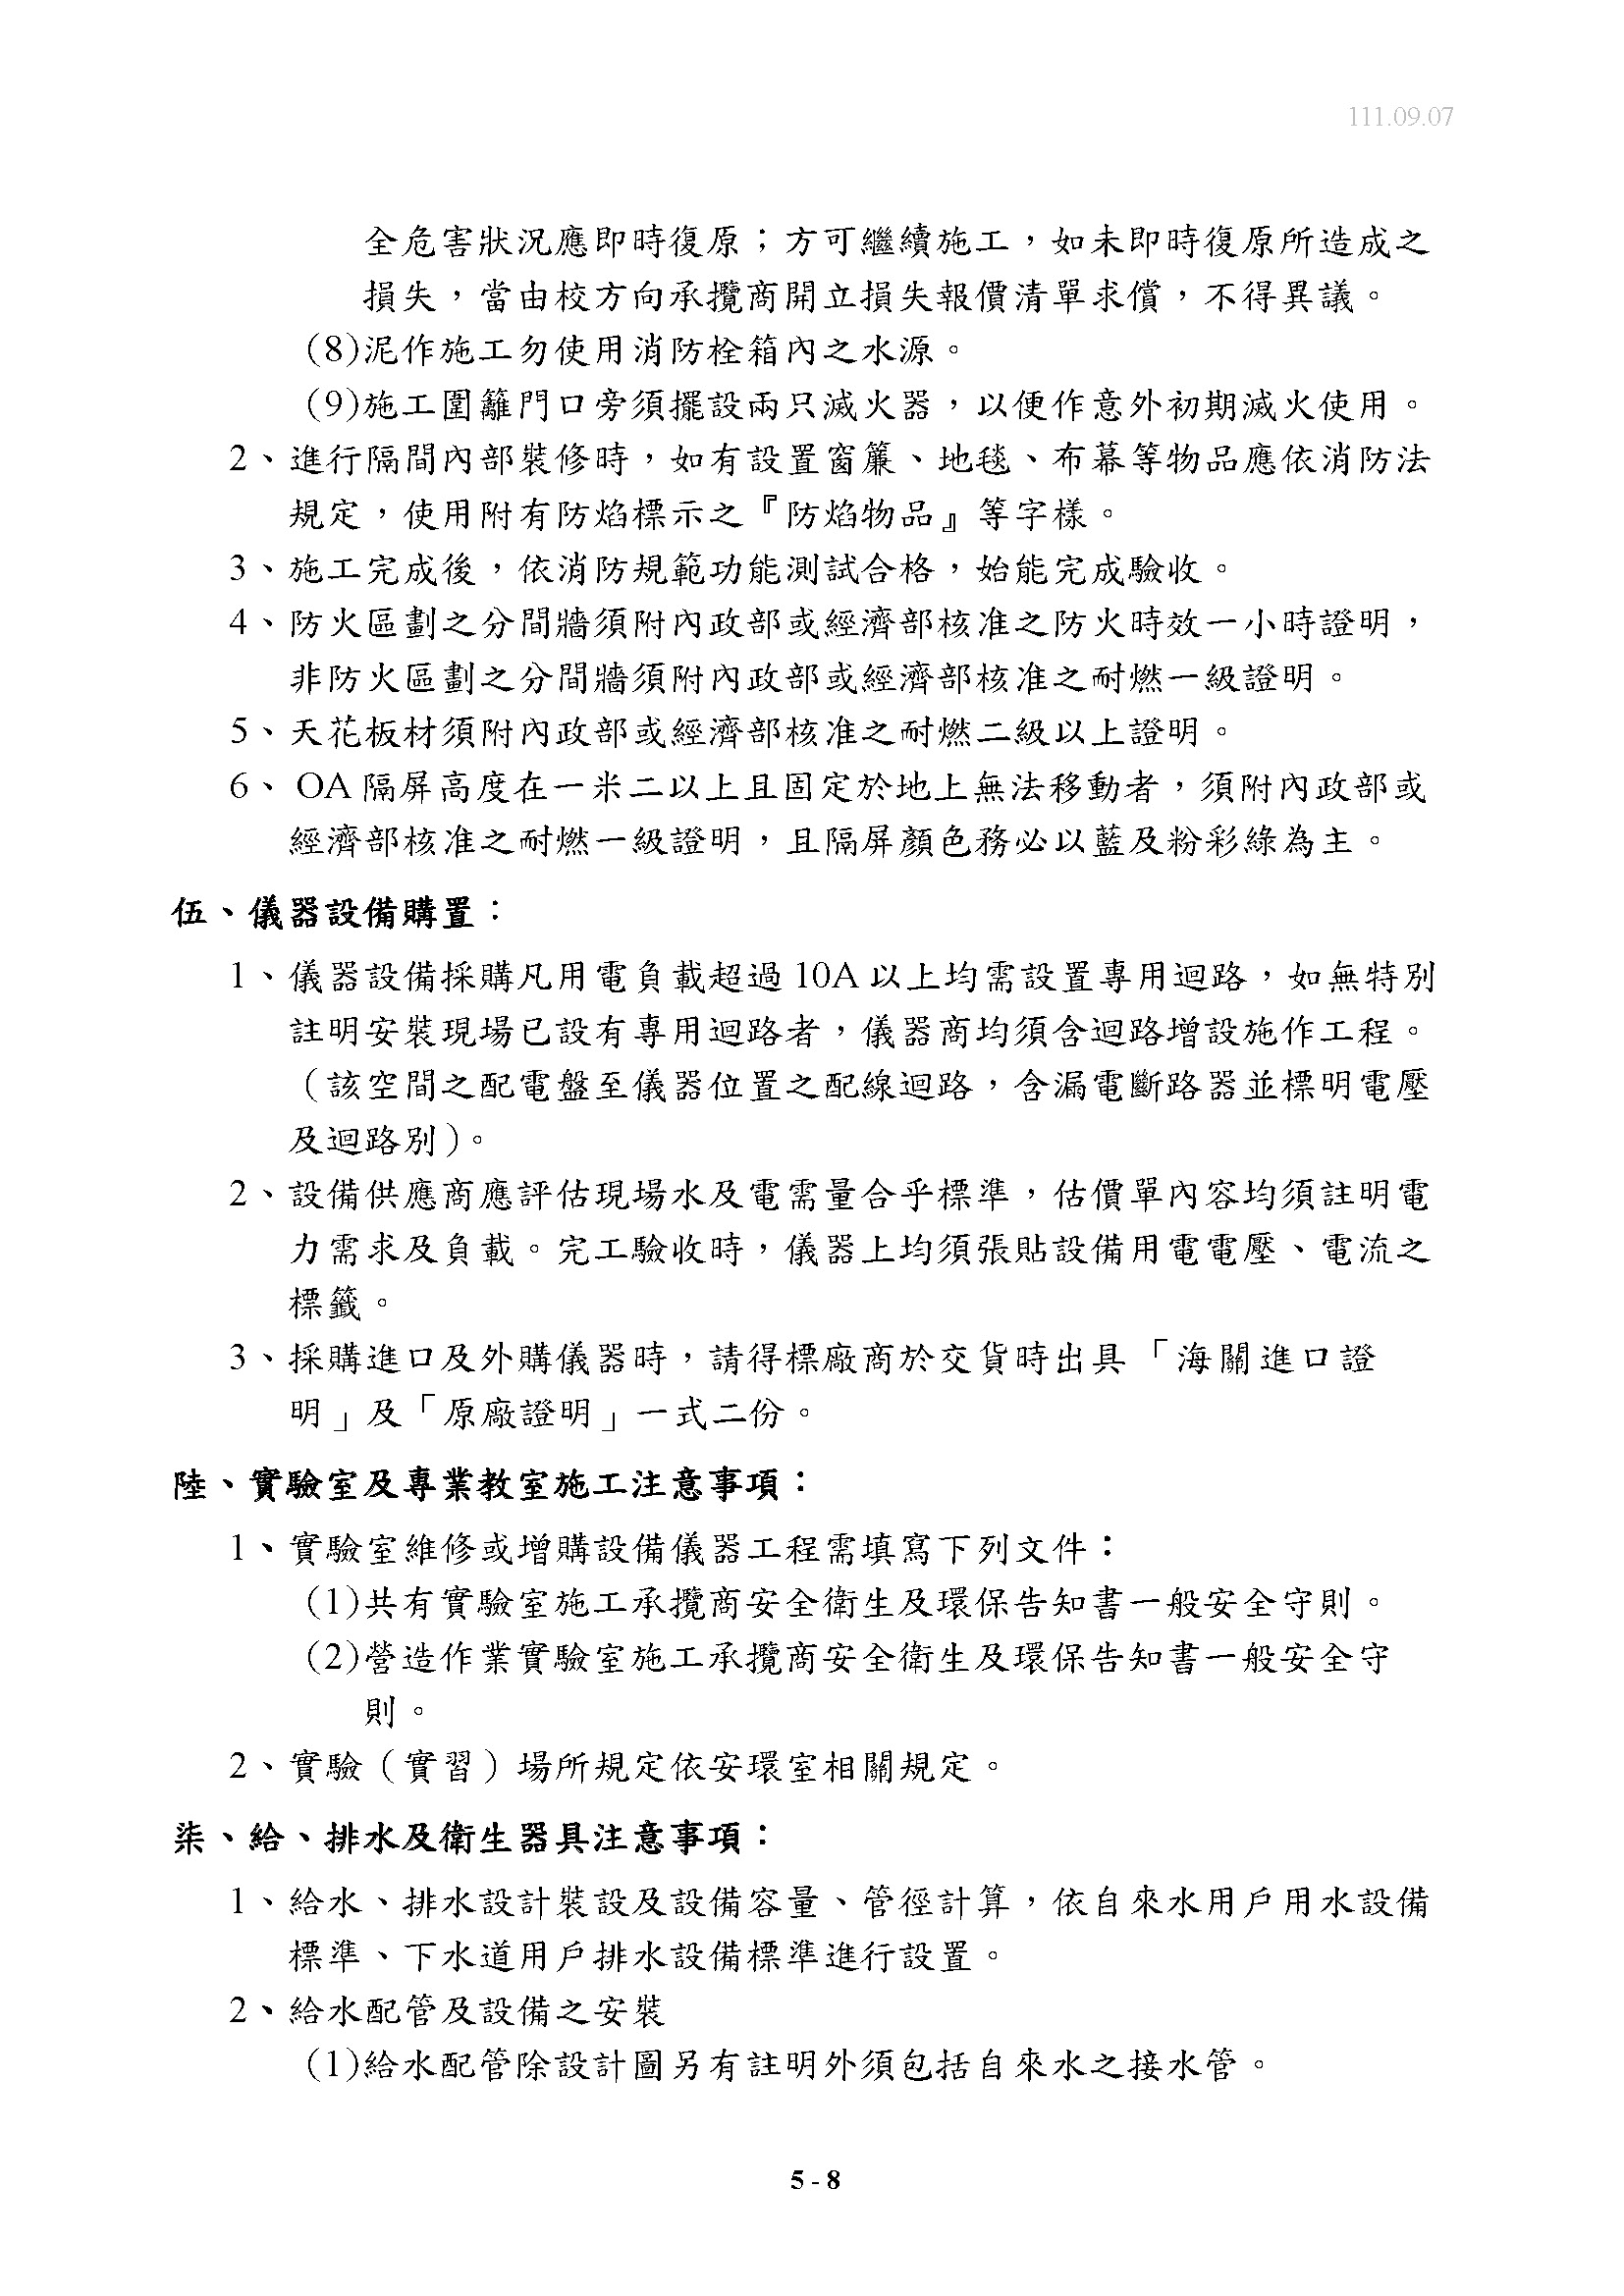 111.09.07
全危害狀況應即時復原；方可繼續施工，如未即時復原所造成之
損失，當由校方向承攬商開立損失報價清單求償，不得異議。
(8)泥作施工勿使用消防栓箱內之水源。
(9)施工圍籬門口旁須擺設兩只滅火器，以便作意外初期滅火使用。
2、進行隔間內部裝修時，如有設置窗簾、地毯、布幕等物品應依消防法
規定，使用附有防焰標示之『防焰物品』等字樣。
3、施工完成後，依消防規範功能測試合格，始能完成驗收。
4、防火區劃之分間牆須附內政部或經濟部核准之防火時效一小時證明，
非防火區劃之分間牆須附內政部或經濟部核准之耐燃一級證明。
5、天花板材須附內政部或經濟部核准之耐燃二級以上證明。
6、 OA 隔屏高度在一米二以上且固定於地上無法移動者，須附內政部或
經濟部核准之耐燃一級證明，且隔屏顏色務必以藍及粉彩綠為主。
伍、儀器設備購置：
1、儀器設備採購凡用電負載超過 10A 以上均需設置專用迴路，如無特別
註明安裝現場已設有專用迴路者，儀器商均須含迴路增設施作工程。
（該空間之配電盤至儀器位置之配線迴路，含漏電斷路器並標明電壓
及迴路別）。
2、設備供應商應評估現場水及電需量合乎標準，估價單內容均須註明電
力需求及負載。完工驗收時，儀器上均須張貼設備用電電壓、電流之
標籤。
3、採購進口及外購儀器時，請得標廠商於交貨時出具「海關進口證
明」及「原廠證明」一式二份。
陸、實驗室及專業教室施工注意事項：
1、實驗室維修或增購設備儀器工程需填寫下列文件：
(1)共有實驗室施工承攬商安全衛生及環保告知書一般安全守則。
(2)營造作業實驗室施工承攬商安全衛生及環保告知書一般安全守
則。
2、實驗（實習）場所規定依安環室相關規定。
柒、給、排水及衛生器具注意事項：
1、給水、排水設計裝設及設備容量、管徑計算，依自來水用戶用水設備
標準、下水道用戶排水設備標準進行設置。
2、給水配管及設備之安裝
(1)給水配管除設計圖另有註明外須包括自來水之接水管。
5 - 8